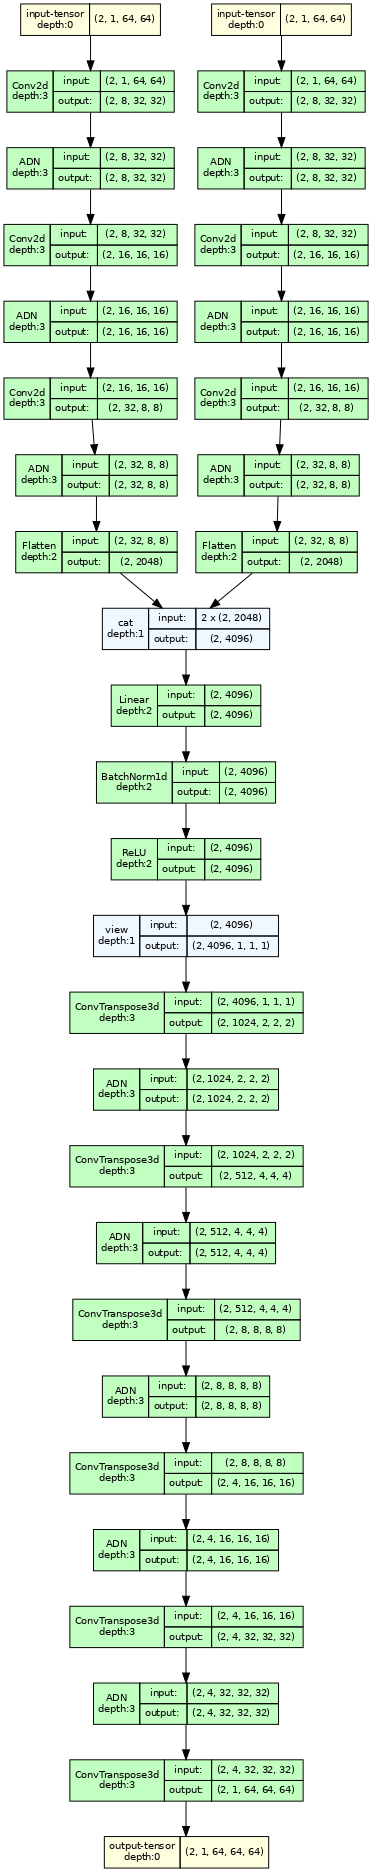 input-tensor
depth:0
(2, 1, 64, 64)
input-tensor
depth:0
(2, 1, 64, 64)
Conv2d
depth:3
input:
(2, 1, 64, 64)
output:
(2, 8, 32, 32)
Conv2d
depth:3
input:
(2, 1, 64, 64)
output:
(2, 8, 32, 32)
ADN
depth:3
input:
(2, 8, 32, 32)
output:
(2, 8, 32, 32)
ADN
depth:3
input:
(2, 8, 32, 32)
output:
(2, 8, 32, 32)
Conv2d
depth:3
input:
(2, 8, 32, 32)
output:
(2, 16, 16, 16)
Conv2d
depth:3
input:
(2, 8, 32, 32)
output:
(2, 16, 16, 16)
ADN
depth:3
input:
(2, 16, 16, 16)
output:
(2, 16, 16, 16)
ADN
depth:3
input:
(2, 16, 16, 16)
output:
(2, 16, 16, 16)
Conv2d
depth:3
input:
(2, 16, 16, 16)
output:
(2, 32, 8, 8)
Conv2d
depth:3
input:
(2, 16, 16, 16)
output:
(2, 32, 8, 8)
ADN
depth:3
input:
(2, 32, 8, 8)
output:
(2, 32, 8, 8)
ADN
depth:3
input:
(2, 32, 8, 8)
output:
(2, 32, 8, 8)
Flatten
depth:2
input:
(2, 32, 8, 8)
output:
(2, 2048)
Flatten
depth:2
input:
(2, 32, 8, 8)
output:
(2, 2048)
cat
depth:1
input:
2 x (2, 2048)
output:
(2, 4096)
Linear
depth:2
input:
(2, 4096)
output:
(2, 4096)
BatchNorm1d
depth:2
input:
(2, 4096)
output:
(2, 4096)
ReLU
depth:2
input:
(2, 4096)
output:
(2, 4096)
view
depth:1
input:
(2, 4096)
output:
(2, 4096, 1, 1, 1)
ConvTranspose3d
depth:3
input:
(2, 4096, 1, 1, 1)
output:
(2, 1024, 2, 2, 2)
ADN
depth:3
input:
(2, 1024, 2, 2, 2)
output:
(2, 1024, 2, 2, 2)
ConvTranspose3d
depth:3
input:
(2, 1024, 2, 2, 2)
output:
(2, 512, 4, 4, 4)
ADN
depth:3
input:
(2, 512, 4, 4, 4)
output:
(2, 512, 4, 4, 4)
ConvTranspose3d
depth:3
input:
(2, 512, 4, 4, 4)
output:
(2, 8, 8, 8, 8)
ADN
depth:3
input:
(2, 8, 8, 8, 8)
output:
(2, 8, 8, 8, 8)
ConvTranspose3d
depth:3
input:
(2, 8, 8, 8, 8)
output:
(2, 4, 16, 16, 16)
ADN
depth:3
input:
(2, 4, 16, 16, 16)
output:
(2, 4, 16, 16, 16)
ConvTranspose3d
depth:3
input:
(2, 4, 16, 16, 16)
output:
(2, 4, 32, 32, 32)
ADN
depth:3
input:
(2, 4, 32, 32, 32)
output:
(2, 4, 32, 32, 32)
ConvTranspose3d
depth:3
input:
(2, 4, 32, 32, 32)
output:
(2, 1, 64, 64, 64)
output-tensor
depth:0
(2, 1, 64, 64, 64)